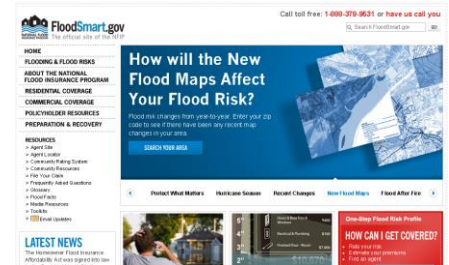 Call toll free: 1-888-379-9531 or have us call you
FloodSmart.gov
The official site of the NFIP
Search FloodSmart.gov
HOME
FLOODING & FLOOD RISKS
ABOUT THE NATIONAL
FLOOD INSURANCE PROGRAM
RESIDENTIAL COVERAGE
COMMERCIAL COVERAGE
POLICYHOLDER RESOURCES
PREPARATION & RECOVERY
RESOURCES
Agent Site
Agent Locator
Community Rating System
Community Resources
File Your Claim
Frequently Asked Questions
Glossary
Flood Facts
Media Resources
Toolkits
Email Updates
LATEST NEWS
The Homeowner Flood Insurance
Affordability Act was signed into law
How will the New
Flood Maps Affect
Your Flood Risk?
Flood risk changes from year-to-year. Enter your zip
code to see if there have been any recent map
changes in your area.
SEARCH YOUR AREA
Protect What Matters
Hurricane Season
Recent Changes
New Flood Maps
Flood After Fire
5"
4"
3"
2"
One-Step Flood Risk Profile
HOW CAN I GET COVERED?
Rate your risk
Estimate your premiums
Find an agent